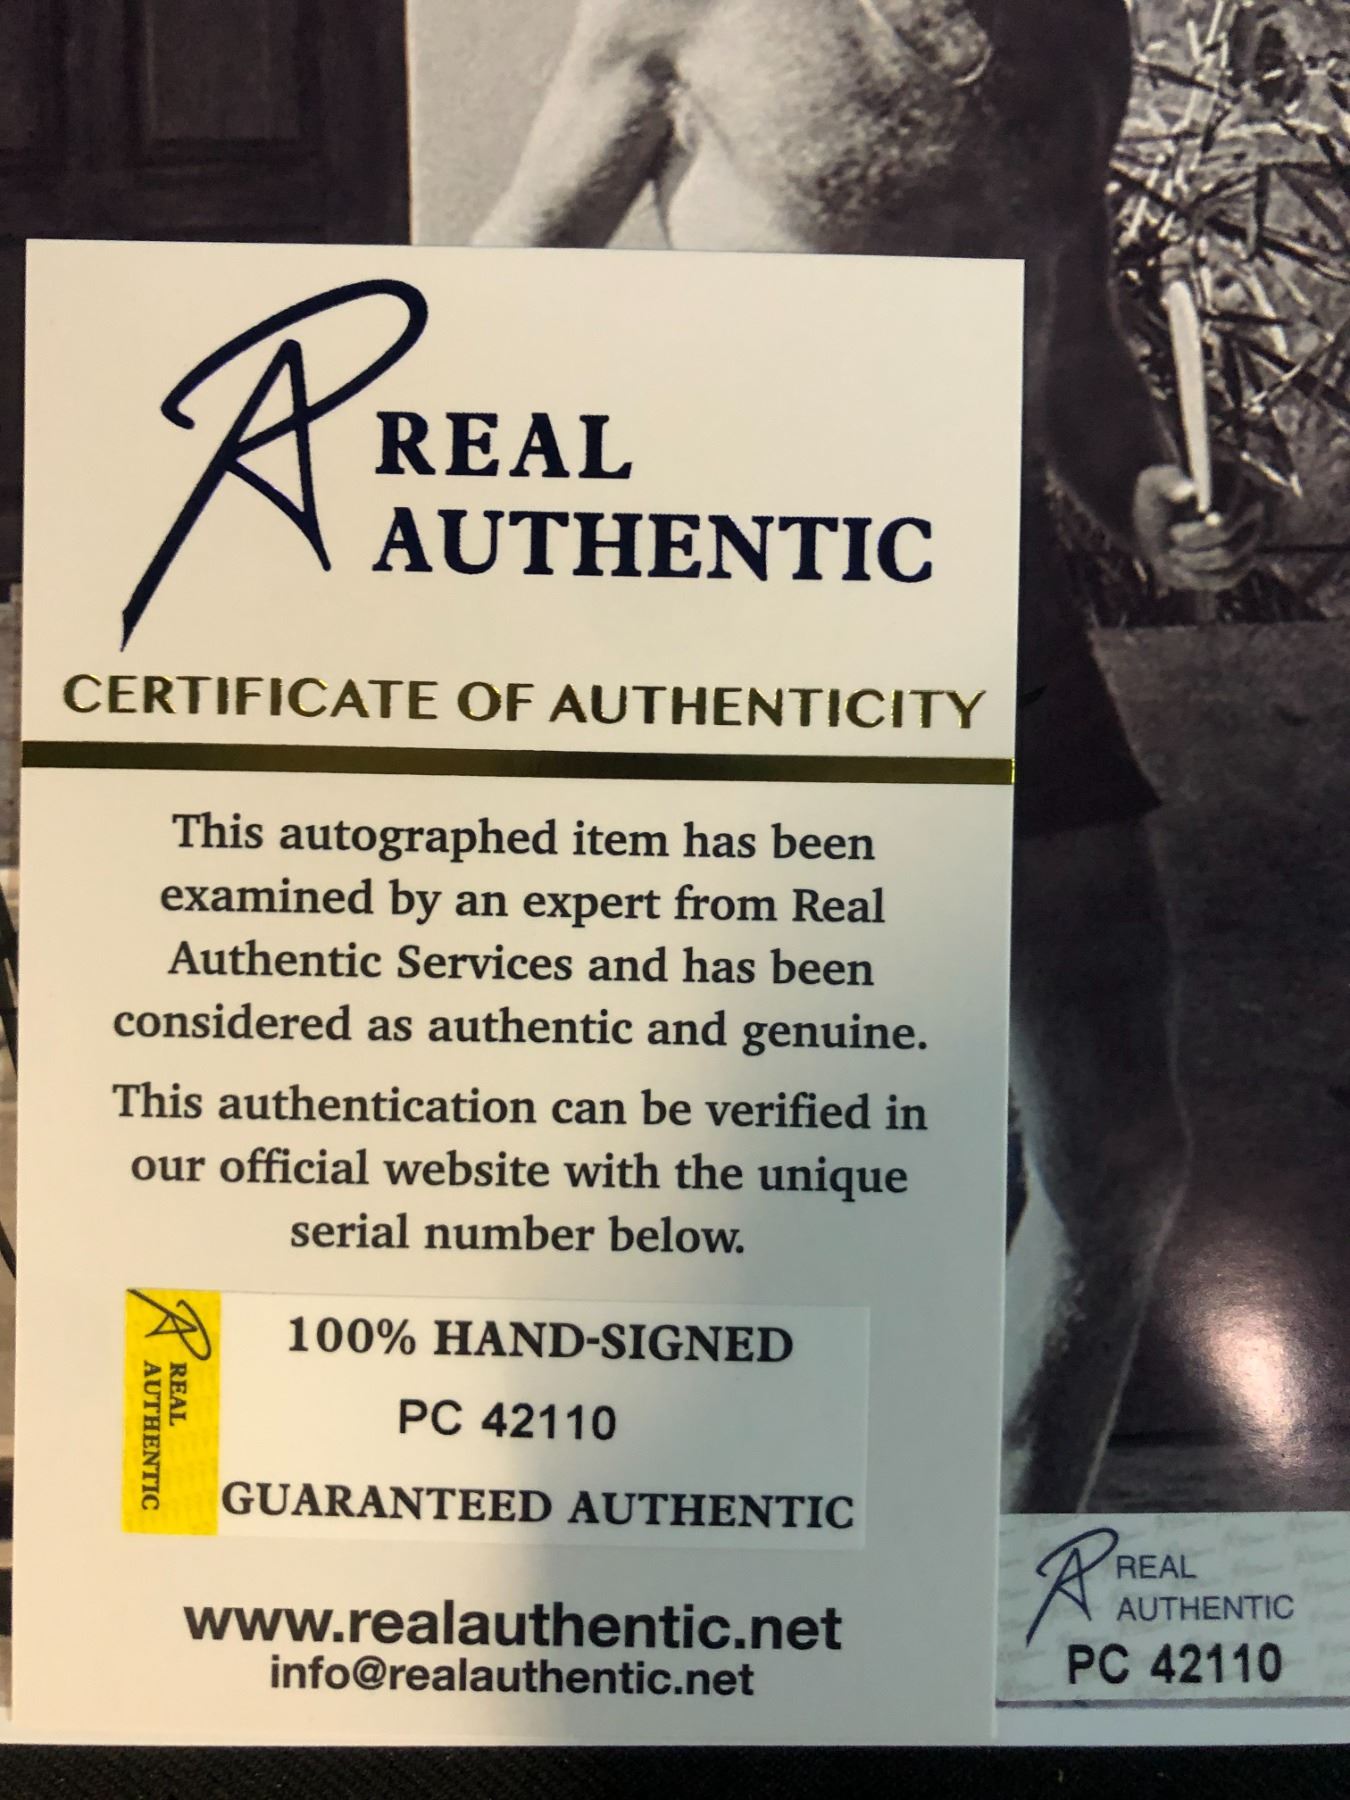 REAL
AUTHENTIC
CERTIFICATE OF AUTHENTICITY
This autographed item has been
examined by an expert from Real
Authentic Services and has been
considered as authentic and genuine.
This authentication can be verified in
our official website with the unique
serial number below.
REAL
AUTHENTIC
100% HAND-SIGNED
PC 42110
GUARANTEED AUTHENTIC
www.realauthentic.net
info@realauthentic.net
REAL
AUTHENTIC
PC 42110